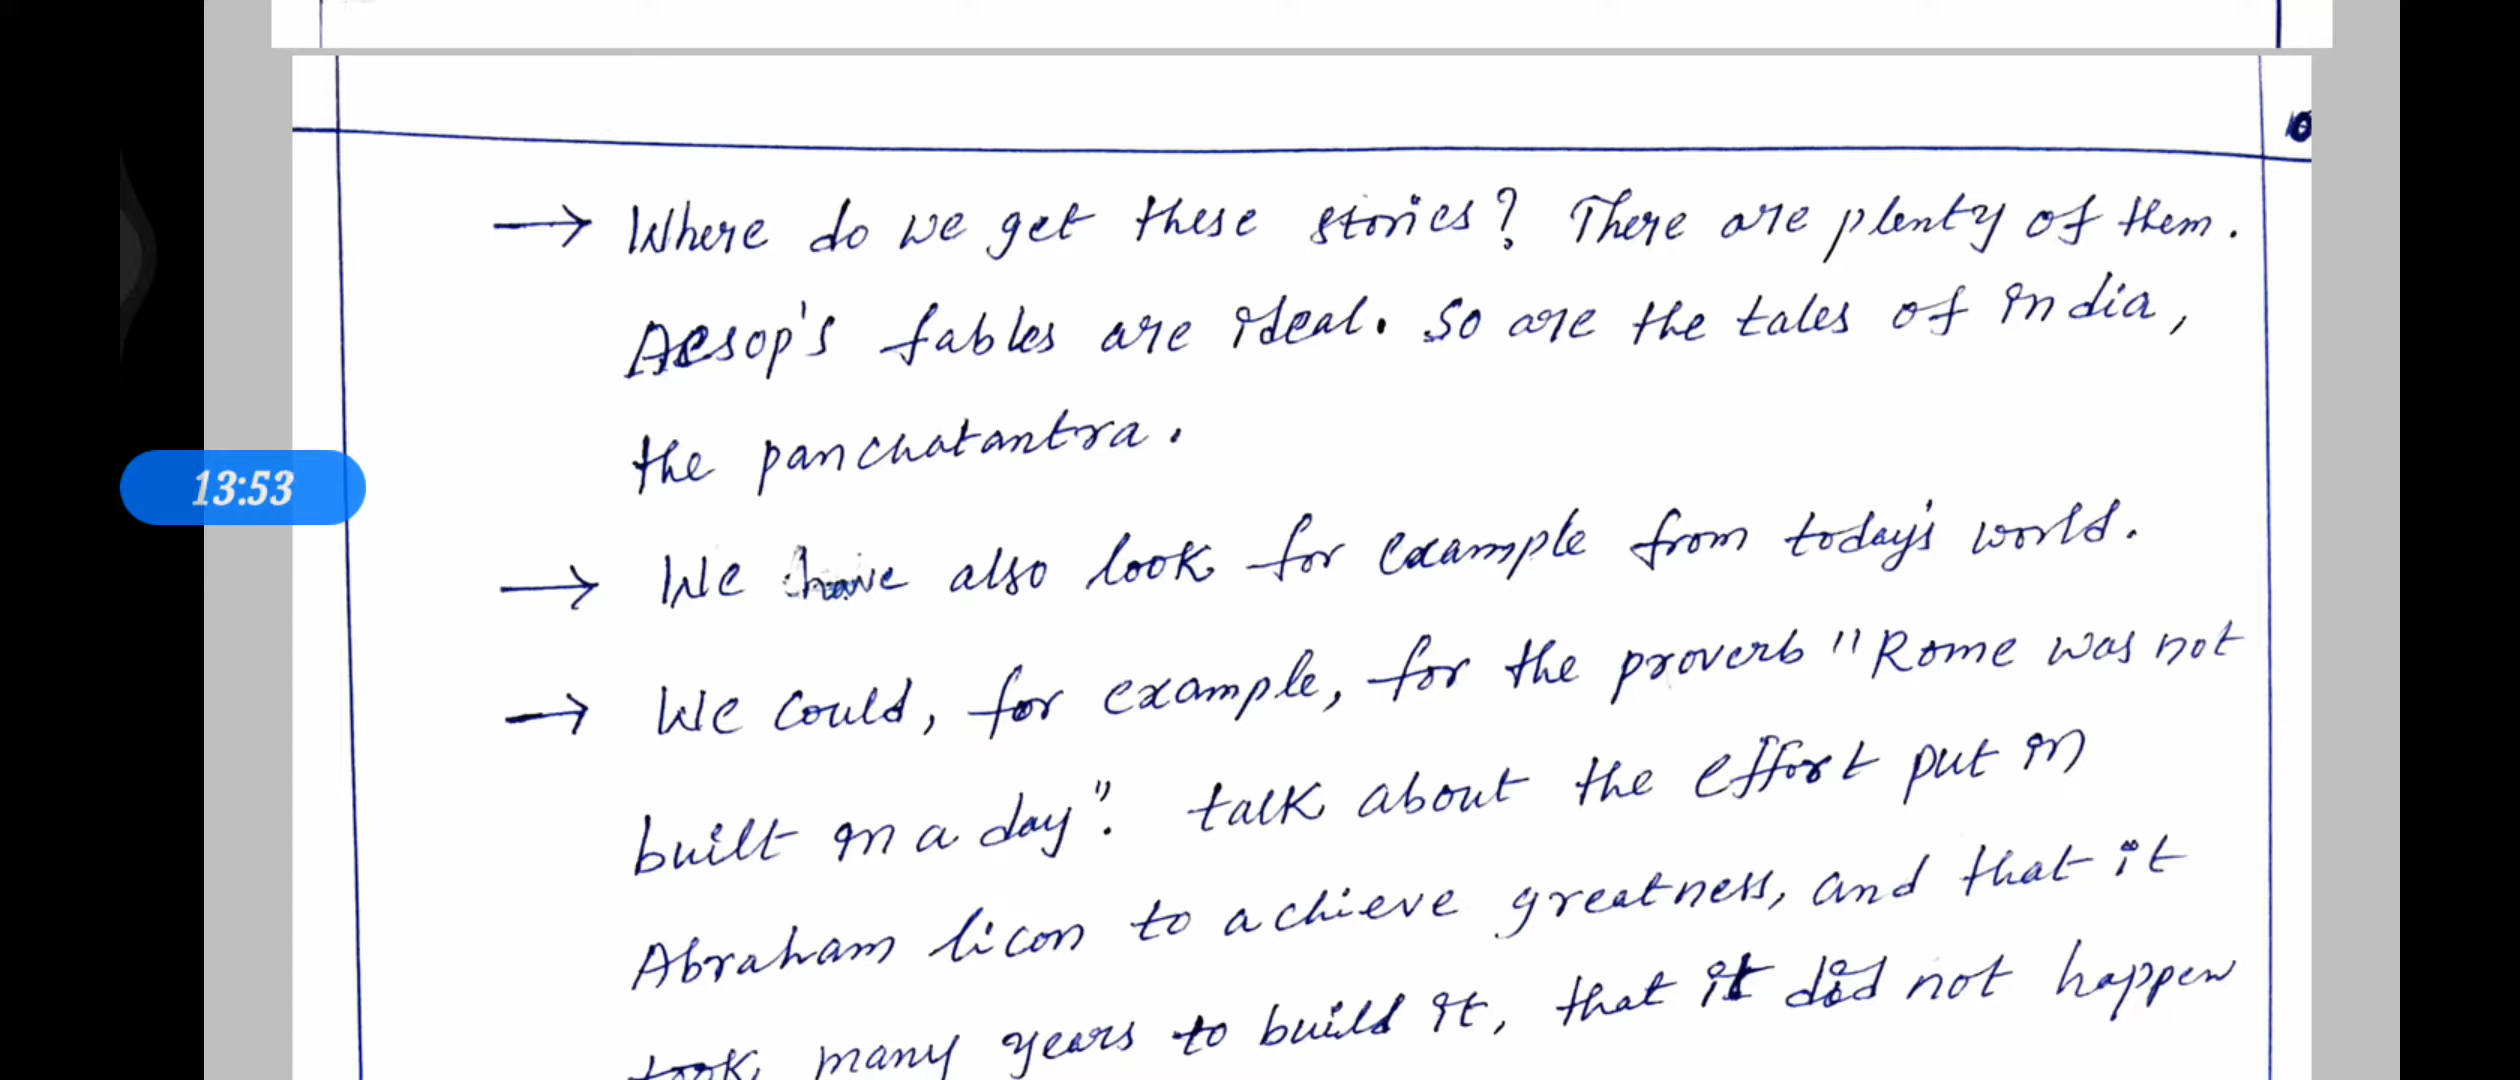 10
→ Where do we get these stories? There are plenty of them.
Aesop's fables are ideal. So are the tales of india,
the panchatantra.
13:53
→ We have also look for example from today's world.
→ We could, for example, for the proverb "Rome was not
built in a day". talk about the effort put in
Abraham licon to achieve greatness, and that it
took many years to build it, that it did not happen